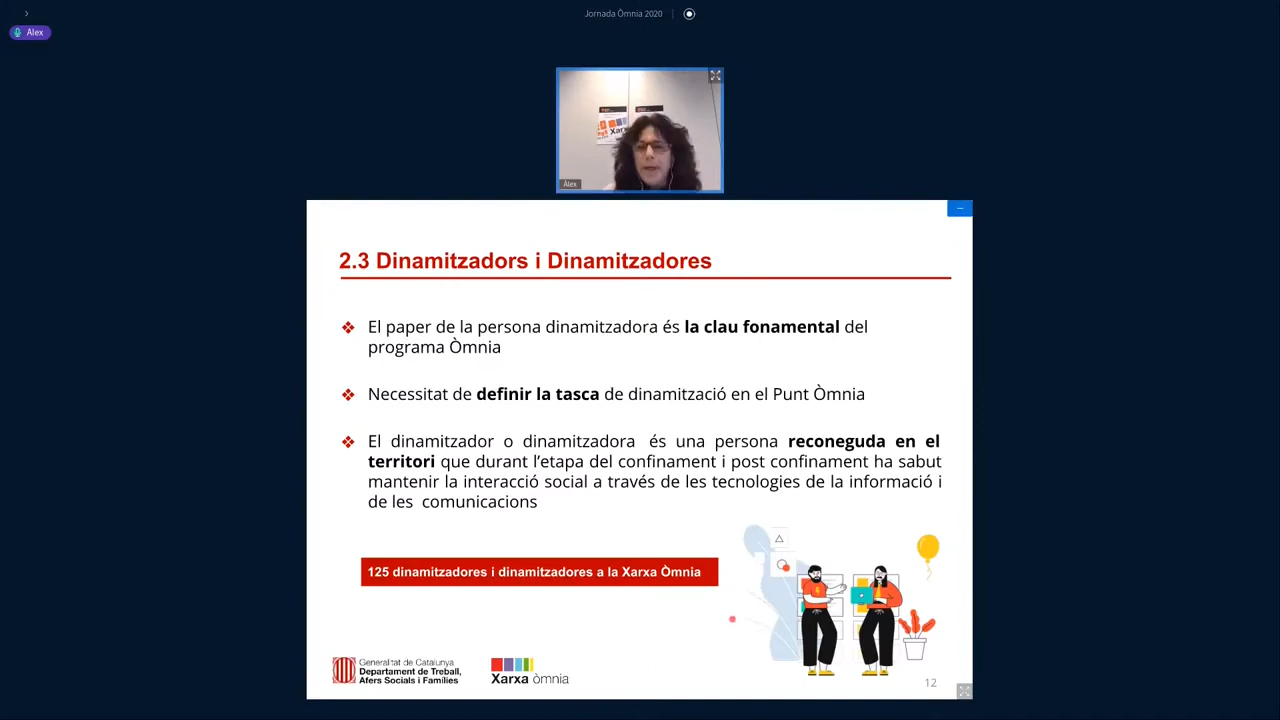 Jornada Òmnia 2020
Alex
Xarx
Àlex
2.3 Dinamitzadors i Dinamitzadores
El paper de la persona dinamitzadora és la clau fonamental del
programa Òmnia
Necessitat de definir la tasca de dinamització en el Punt Òmnia
El dinamitzador o dinamitzadora és una persona reconeguda en el
territori que durant l'etapa del confinament i post confinament ha sabut
mantenir la interacció social a través de les tecnologies de la informació i
de les comunicacions
125 dinamitzadores i dinamitzadores a la Xarxa Òmnia
Generalitat de Catalunya
Departament de Treball,
Afers Socials i Famílies
Xarxa òmnia
12